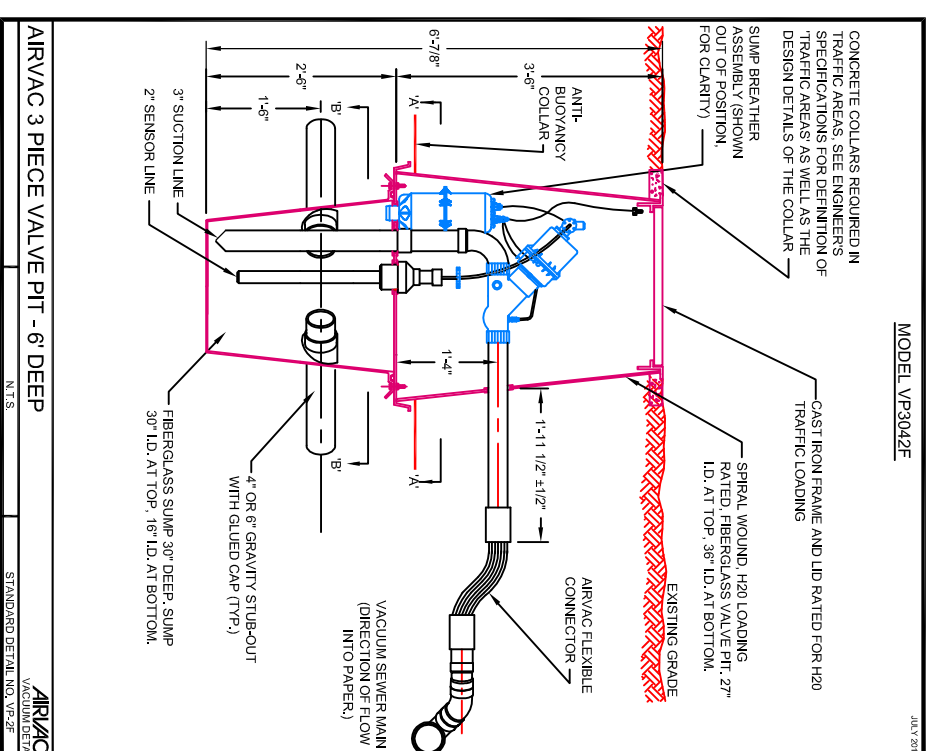 JULY 201
MODEL VP3042F
CONCRETE COLLARS REQUIRED IN
TRAFFIC AREAS, SEE ENGINEER'S
SPECIFICATIONS FOR DEFINITION OF
'TRAFFIC AREAS' AS WELL AS THE
DESIGN DETAILS OF THE COLLAR
SUMP BREATHER
ASSEMBLY (SHOWN
OUT OF POSITION,
FOR CLARITY)
CAST IRON FRAME AND LID RATED FOR H20
TRAFFIC LOADING
SPIRAL WOUND, H20 LOADING
RATED, FIBERGLASS VALVE PIT. 27"
I.D. AT TOP, 36" I.D. AT BOTTOM.
EXISTING GRADE
6'-7/8"
3'-6"
2'-6"
1'-6"
1'-4"
1'-11 1/2" ±1/2"
ANTI-
BUOYANCY
COLLAR
'A'
'A'
'B'
'B'
AIRVAC FLEXIBLE
CONNECTOR
VACUUM SEWER MAIN
(DIRECTION OF FLOW
INTO PAPER.)
3" SUCTION LINE
2" SENSOR LINE
4" OR 6" GRAVITY STUB-OUT
WITH GLUED CAP (TYP.)
FIBERGLASS SUMP 30" DEEP. SUMP
30" I.D. AT TOP, 16" I.D. AT BOTTOM.
AIRVAC 3 PIECE VALVE PIT - 6' DEEP
N.T.S.
AIRVAC
VACUUM DETA
STANDARD DETAIL NO. VP-2F